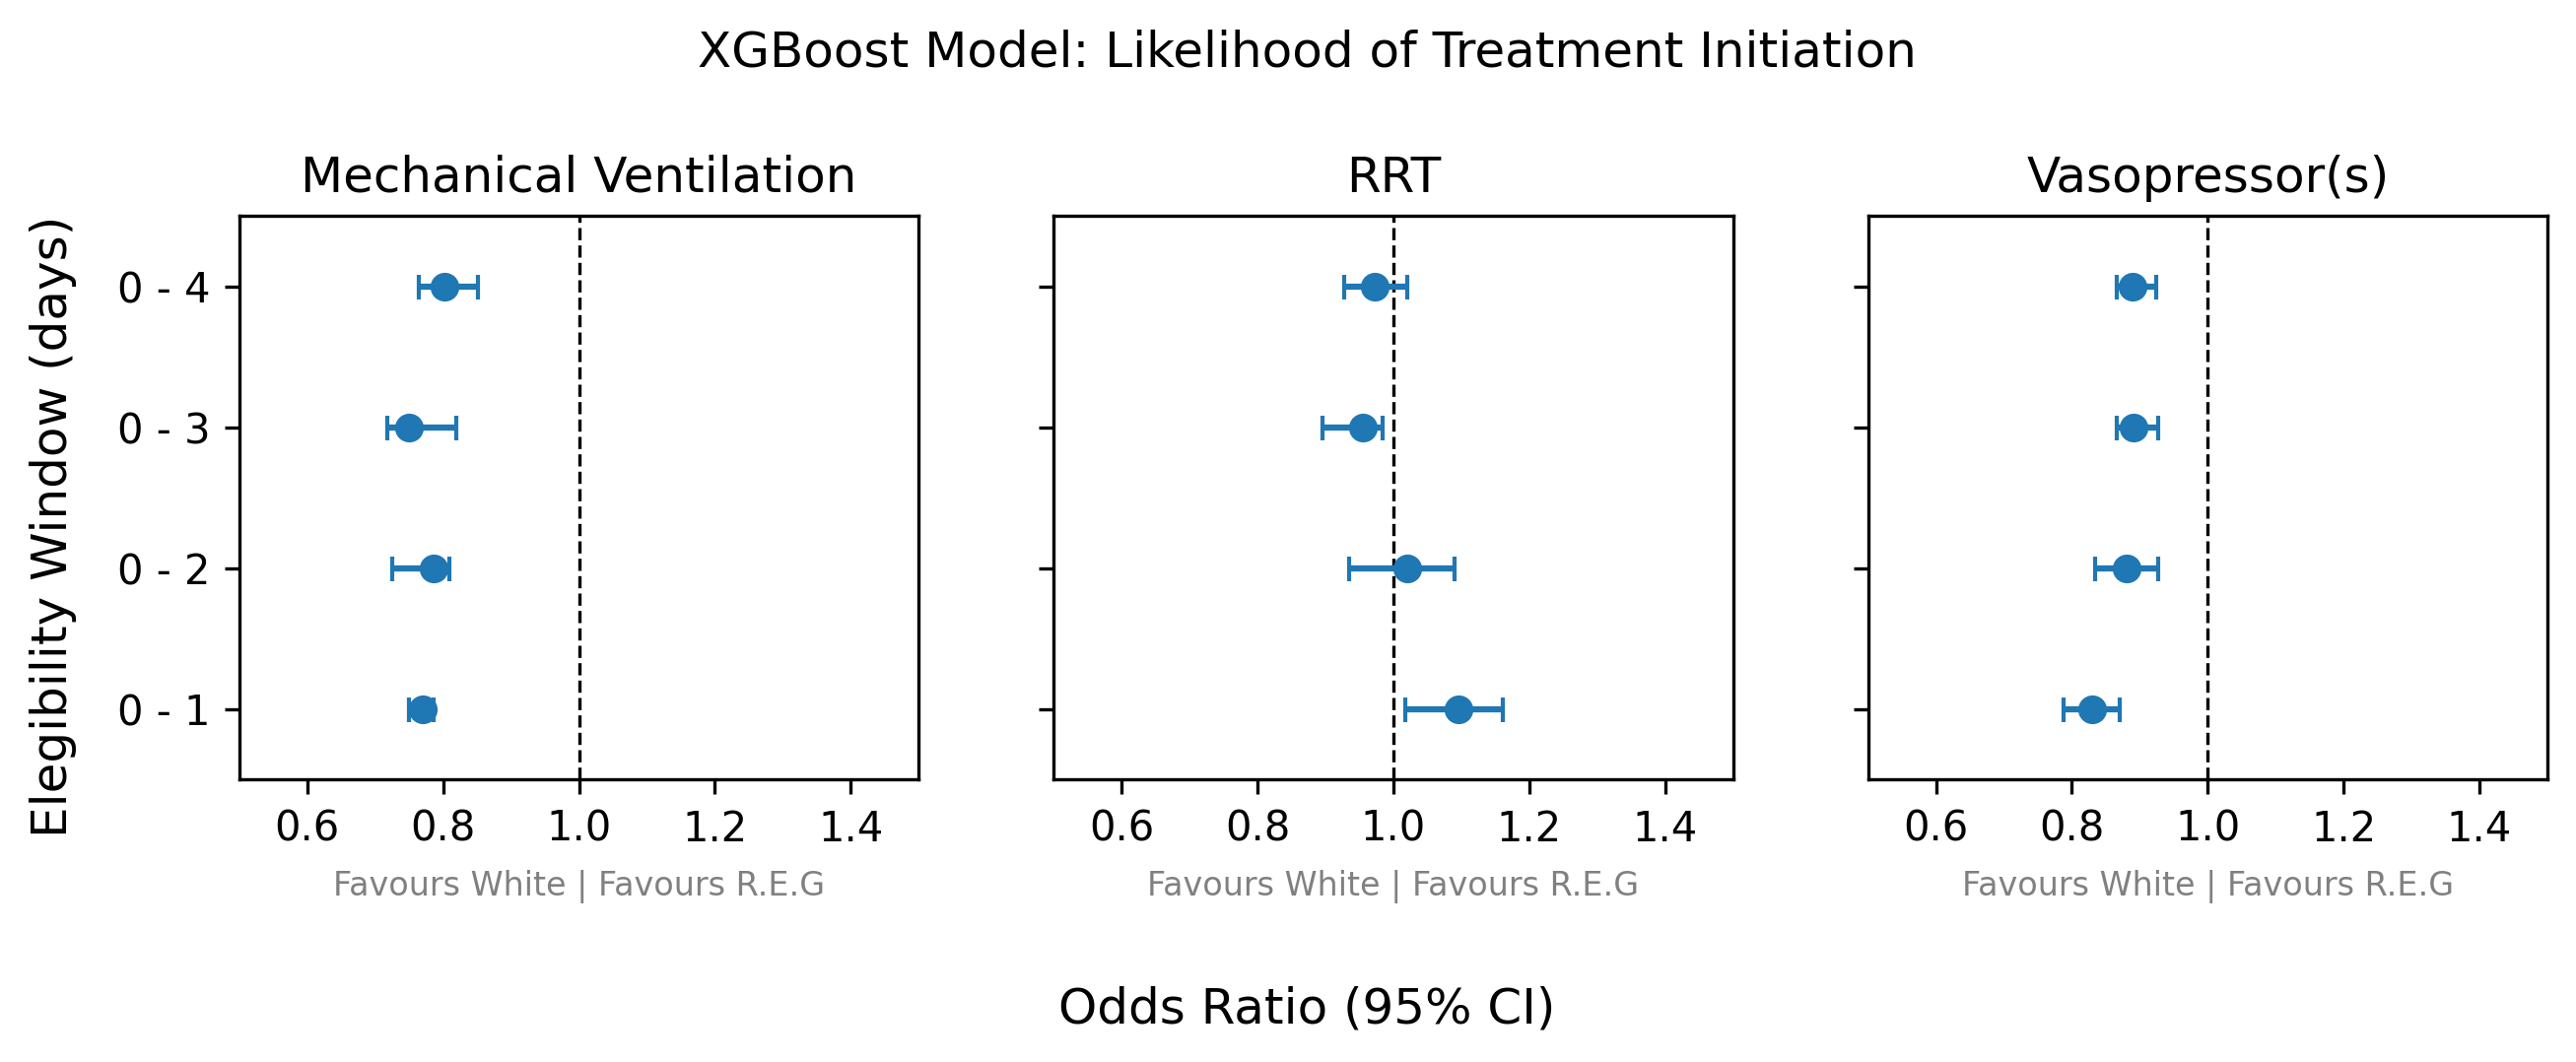 XGBoost Model: Likelihood of Treatment Initiation
Mechanical Ventilation
RRT
Vasopressor(s)
Elegibility Window (days)
0 - 4
0 - 3
0 - 2
0 - 1
0.6 0.8 1.0 1.2 1.4
0.6 0.8 1.0 1.2 1.4
0.6 0.8 1.0 1.2 1.4
Favours White | Favours R.E.G
Favours White | Favours R.E.G
Favours White | Favours R.E.G
Odds Ratio (95% CI)